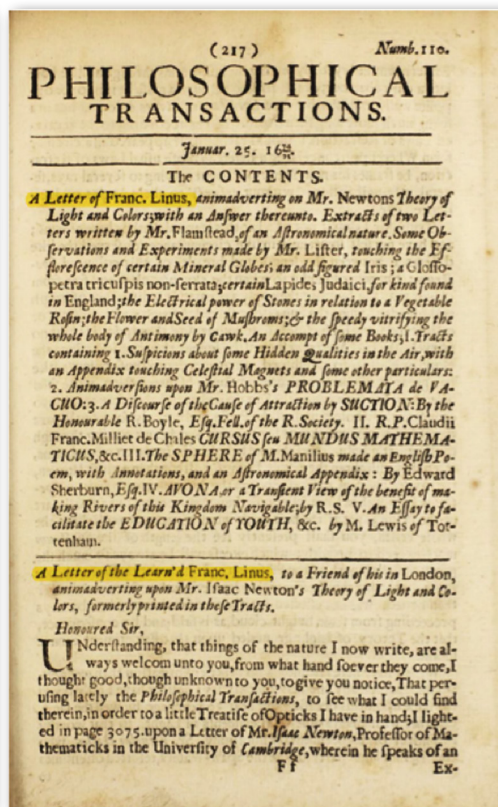 (217) Numb. 110.
PHILOSOPHICAL
TRANSACTIONS.
Januar. 25. 16 74/75.
The CONTENTS.
A Letter of Franc. Linus, animadverting on Mr. Newtons Theory of
Light and Colors; with an Answer thereunto. Extracts of two Let-
ters written by Mr. Flamstead, of an Astronomical nature. Some Ob-
servations and Experiments made by Mr. Lister, touching the Ef-
florescence of certain Mineral Globes; an odd figured Iris; a Glosso-
petra tricuspis non-serrata; certain Lapides Judaici, for kind found
in England; the Electrical power of Stones in relation to a Vegetable
Rosin; the Flower and Seed of Mushroms; & the speedy vitrifying the
whole body of Antimony by Cawk. An Accompt of some Books; I. Tracts
containing 1. Suspicions about some Hidden Qualities in the Air, with
an Appendix touching Celestial Magnets and some other particulars:
2. Animadversions upon Mr. Hobbs's PROBLEMATA de VA-
CUO: 3. A Discourse of the Cause of Attraction by SUCTION: By the
Honourable R. Boyle, Esq. Fell. of the R. Society. II. R. P. Claudii
Franc. Milliet de Chales CURSUS seu MUNDUS MATHEMA-
TICUS, &c. III. The SPHERE of M. Manilius made an English Po-
em, with Annotations, and an Astronomical Appendix: By Edward
Sherburn, Esq. IV. AVONA, or a Transient View of the benefit of ma-
king Rivers of this Kingdom Navigable; by R. S. V. An Essay to fa-
cilitate the EDUCATION of YOUTH, &c. by M. Lewis of Tot-
tenham.
A Letter of the Learn'd Franc. Linus, to a Friend of his in London,
animadverting upon Mr. Isaac Newton's Theory of Light and Co-
lors, formerly printed in these Tracts.
Honoured Sir,
UNderstanding, that things of the nature I now write, are al-
ways welcom unto you, from what hand soever they come, I
thought good, though unknown to you, to give you notice, That per-
using lately the Philosophical Transactions, to see what I could find
therein, in order to a little Treatise of Opticks I have in hand; I light-
ed in page 3075. upon a Letter of Mr. Isaac Newton, Professor of Ma-
thematicks in the University of Cambridge, wherein he speaks of an
Ff Ex-